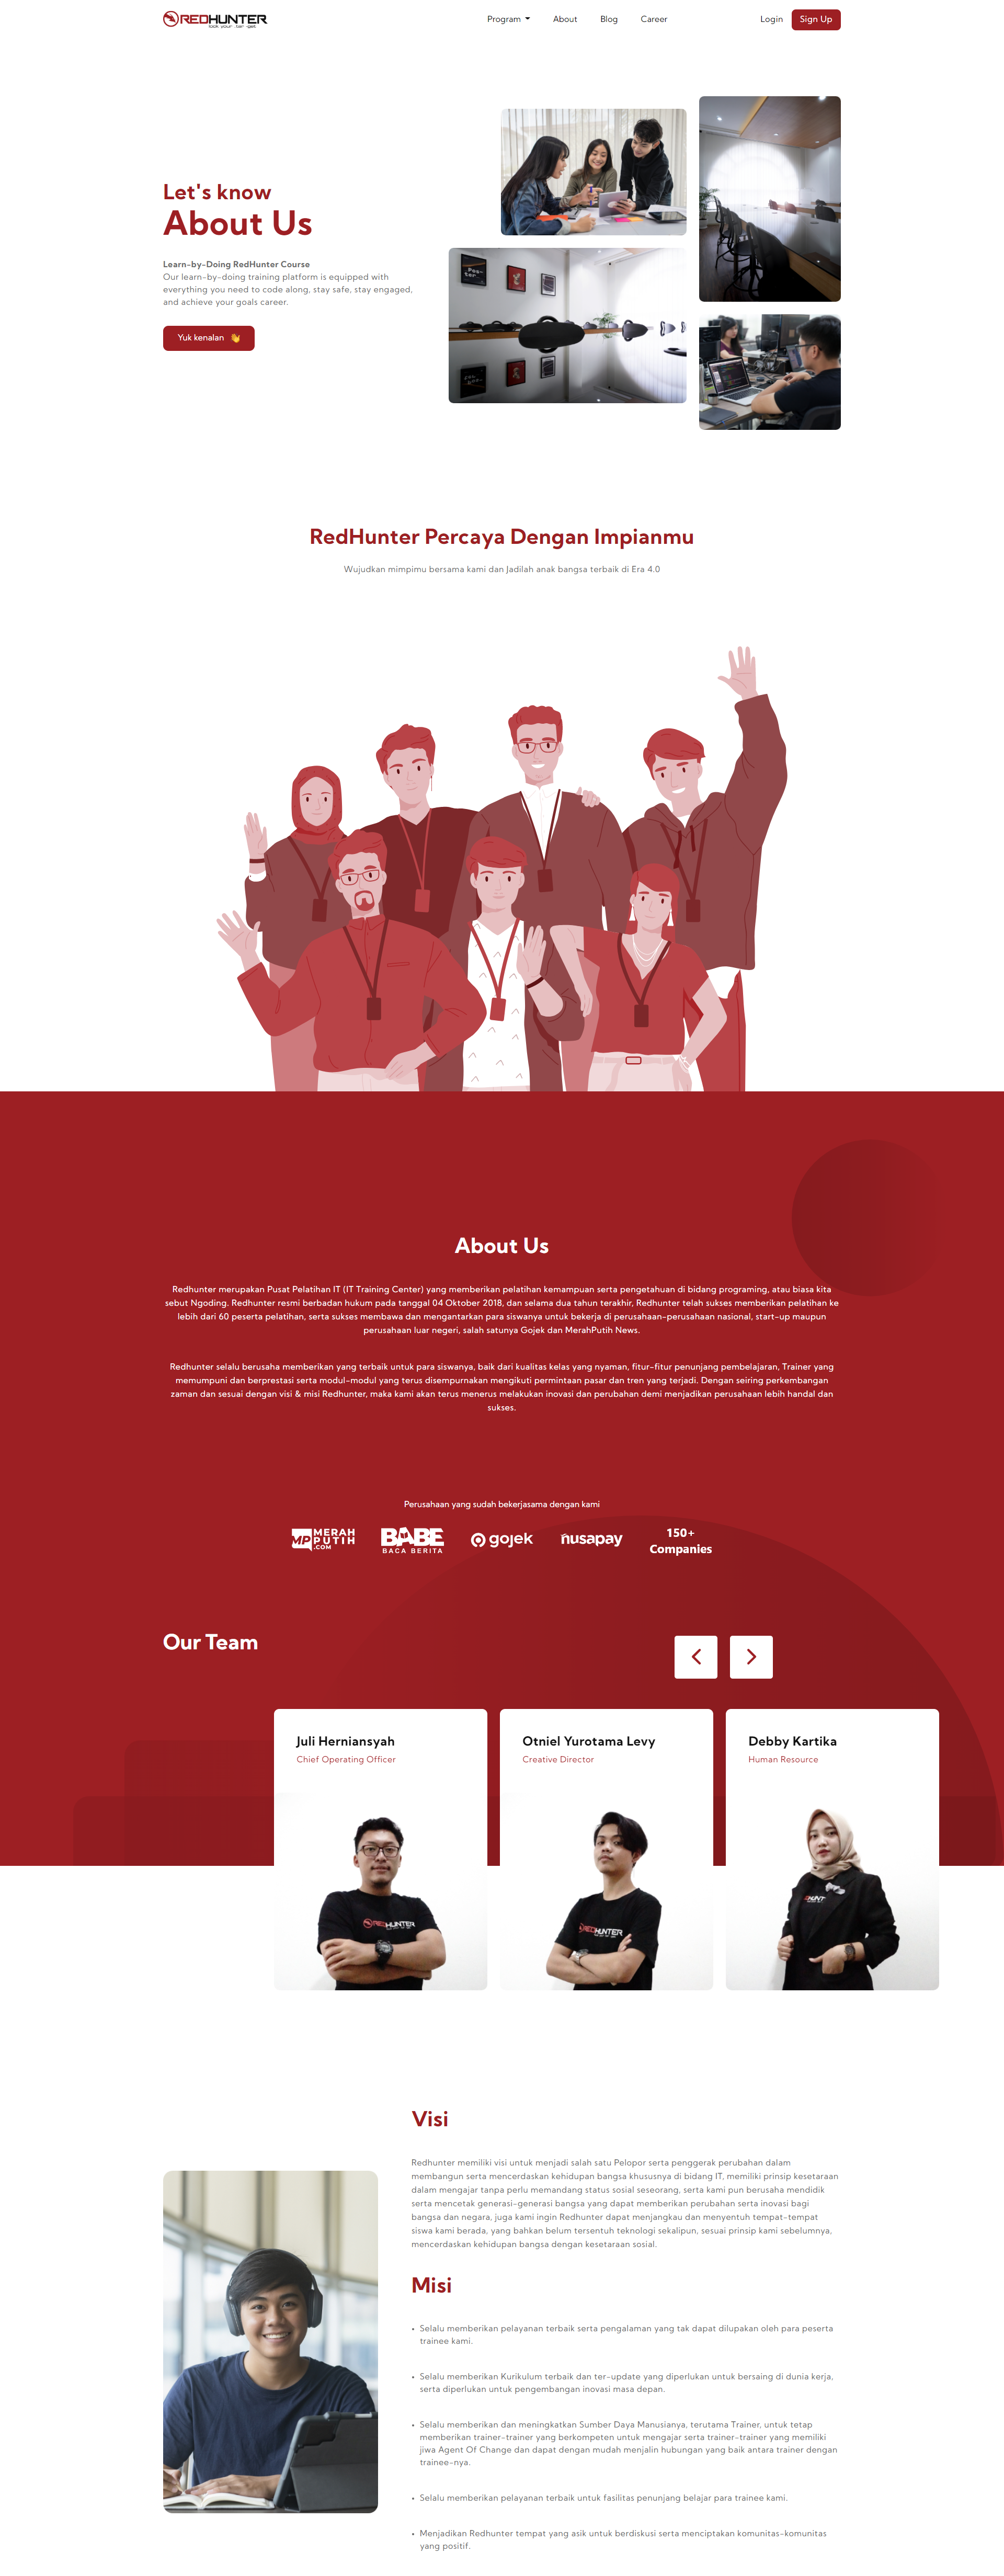 REDHUNTER
look your tar get
Program
About
Blog
Career
Login
Sign Up
Let's know
About Us
Learn-by-Doing RedHunter Course
Our learn-by-doing training platform is equipped with
everything you need to code along, stay safe, stay engaged,
and achieve your goals career.
Yuk kenalan 👋
RedHunter Percaya Dengan Impianmu
Wujudkan mimpimu bersama kami dan Jadilah anak bangsa terbaik di Era 4.0
About Us
Redhunter merupakan Pusat Pelatihan IT (IT Training Center) yang memberikan pelatihan kemampuan serta pengetahuan di bidang programing, atau biasa kita
sebut Ngoding. Redhunter resmi berbadan hukum pada tanggal 04 Oktober 2018, dan selama dua tahun terakhir, Redhunter telah sukses memberikan pelatihan ke
lebih dari 60 peserta pelatihan, serta sukses membawa dan mengantarkan para siswanya untuk bekerja di perusahaan-perusahaan nasional, start-up maupun
perusahaan luar negeri, salah satunya Gojek dan MerahPutih News.
Redhunter selalu berusaha memberikan yang terbaik untuk para siswanya, baik dari kualitas kelas yang nyaman, fitur-fitur penunjang pembelajaran, Trainer yang
memumpuni dan berprestasi serta modul-modul yang terus disempurnakan mengikuti permintaan pasar dan tren yang terjadi. Dengan seiring perkembangan
zaman dan sesuai dengan visi & misi Redhunter, maka kami akan terus menerus melakukan inovasi dan perubahan demi menjadikan perusahaan lebih handal dan
sukses.
Perusahaan yang sudah bekerjasama dengan kami
MP MERAH
PUTIH
.COM
BABE
BACA BERITA
gojek
nusapay
150+
Companies
Our Team
Juli Herniansyah
Chief Operating Officer
REDHUNTER
Otniel Yurotama Levy
Creative Director
REDHUNTER
Debby Kartika
Human Resource
Visi
Redhunter memiliki visi untuk menjadi salah satu Pelopor serta penggerak perubahan dalam
membangun serta mencerdaskan kehidupan bangsa khususnya di bidang IT, memiliki prinsip kesetaraan
dalam mengajar tanpa perlu memandang status sosial seseorang, serta kami pun berusaha mendidik
serta mencetak generasi-generasi bangsa yang dapat memberikan perubahan serta inovasi bagi
bangsa dan negara, juga kami ingin Redhunter dapat menjangkau dan menyentuh tempat-tempat
siswa kami berada, yang bahkan belum tersentuh teknologi sekalipun, sesuai prinsip kami sebelumnya,
mencerdaskan kehidupan bangsa dengan kesetaraan sosial.
Misi
• Selalu memberikan pelayanan terbaik serta pengalaman yang tak dapat dilupakan oleh para peserta
trainee kami.
• Selalu memberikan Kurikulum terbaik dan ter-update yang diperlukan untuk bersaing di dunia kerja,
serta diperlukan untuk pengembangan inovasi masa depan.
• Selalu memberikan dan meningkatkan Sumber Daya Manusianya, terutama Trainer, untuk tetap
memberikan trainer-trainer yang berkompeten untuk mengajar serta trainer-trainer yang memiliki
jiwa Agent Of Change dan dapat dengan mudah menjalin hubungan yang baik antara trainer dengan
trainee-nya.
• Selalu memberikan pelayanan terbaik untuk fasilitas penunjang belajar para trainee kami.
• Menjadikan Redhunter tempat yang asik untuk berdiskusi serta menciptakan komunitas-komunitas
yang positif.